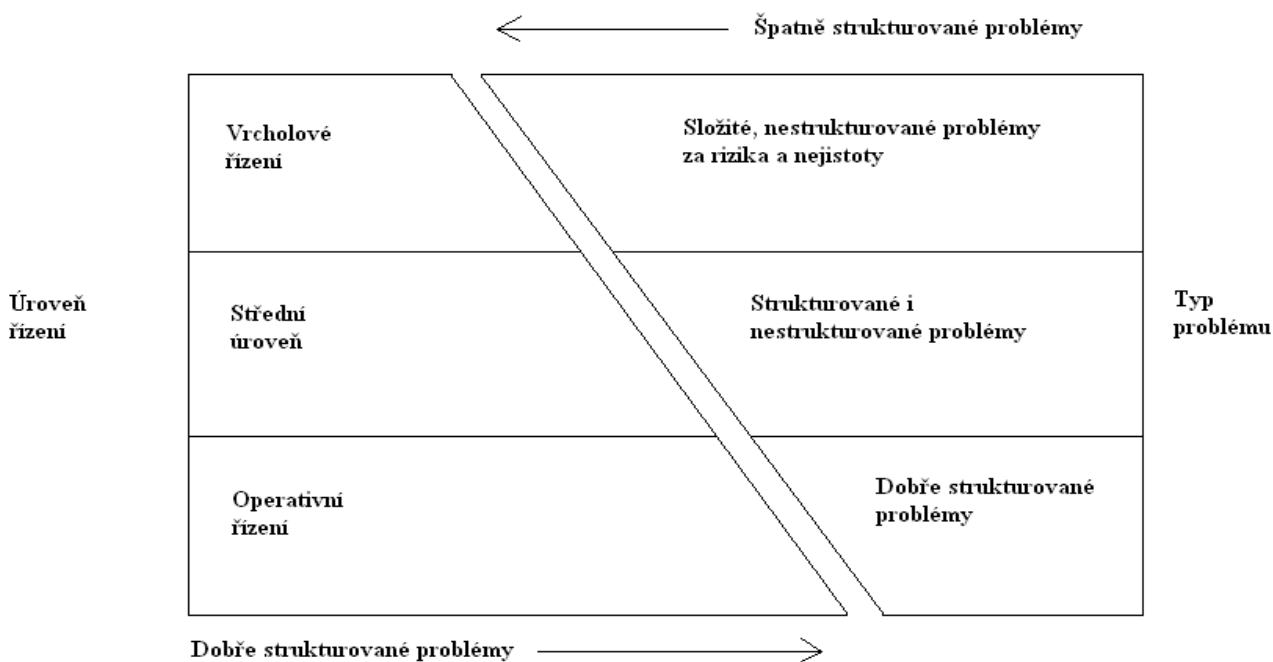 Špatně strukturované problémy
Vrcholové
řízení
Složité, nestrukturované problémy
za rizika a nejistoty
Úroveň
řízení
Střední
úroveň
Strukturované i
nestrukturované problémy
Typ
problému
Operativní
řízení
Dobře strukturované
problémy
Dobře strukturované problémy